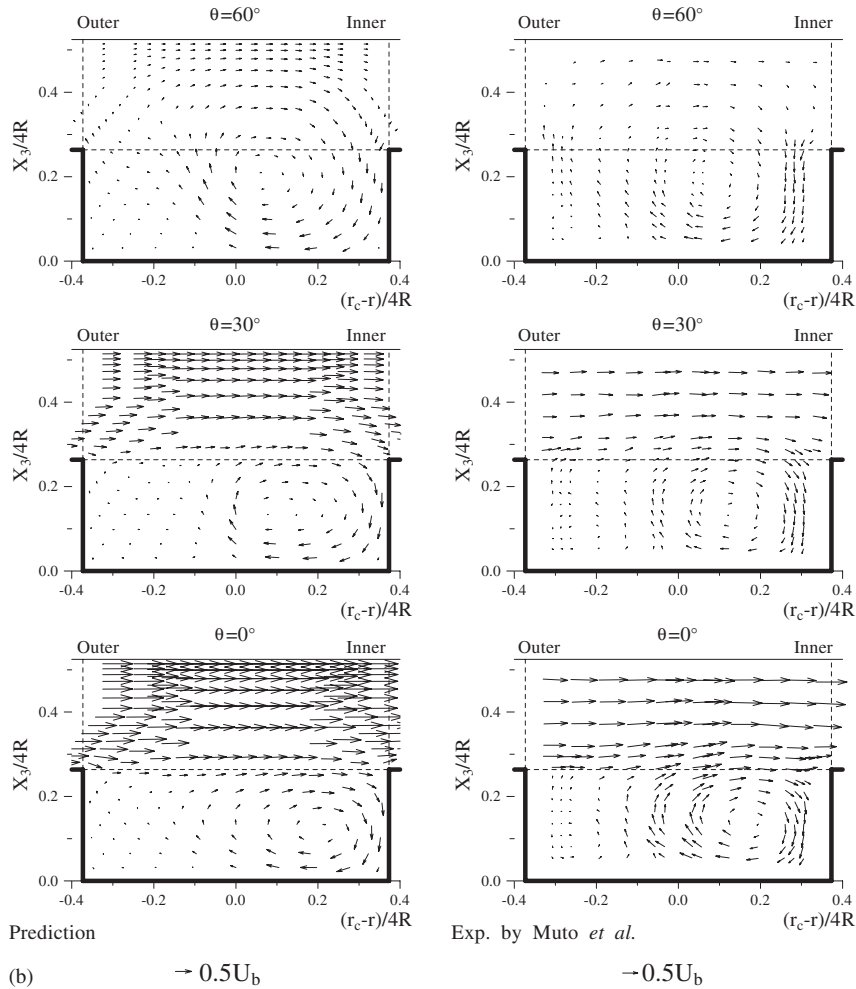 Outer θ=60° Inner
Outer θ=60° Inner
X3/4R
0.4
0.2
0.0
-0.4 -0.2 0.0 0.2 0.4
(rc-r)/4R
X3/4R
0.4
0.2
0.0
-0.4 -0.2 0.0 0.2 0.4
(rc-r)/4R
Outer θ=30° Inner
Outer θ=30° Inner
X3/4R
0.4
0.2
0.0
-0.4 -0.2 0.0 0.2 0.4
(rc-r)/4R
X3/4R
0.4
0.2
0.0
-0.4 -0.2 0.0 0.2 0.4
(rc-r)/4R
Outer θ=0° Inner
Outer θ=0° Inner
X3/4R
0.4
0.2
0.0
-0.4 -0.2 0.0 0.2 0.4
(rc-r)/4R
X3/4R
0.4
0.2
0.0
-0.4 -0.2 0.0 0.2 0.4
(rc-r)/4R
Prediction
Exp. by Muto et al.
(b) → 0.5Ub
→ 0.5Ub